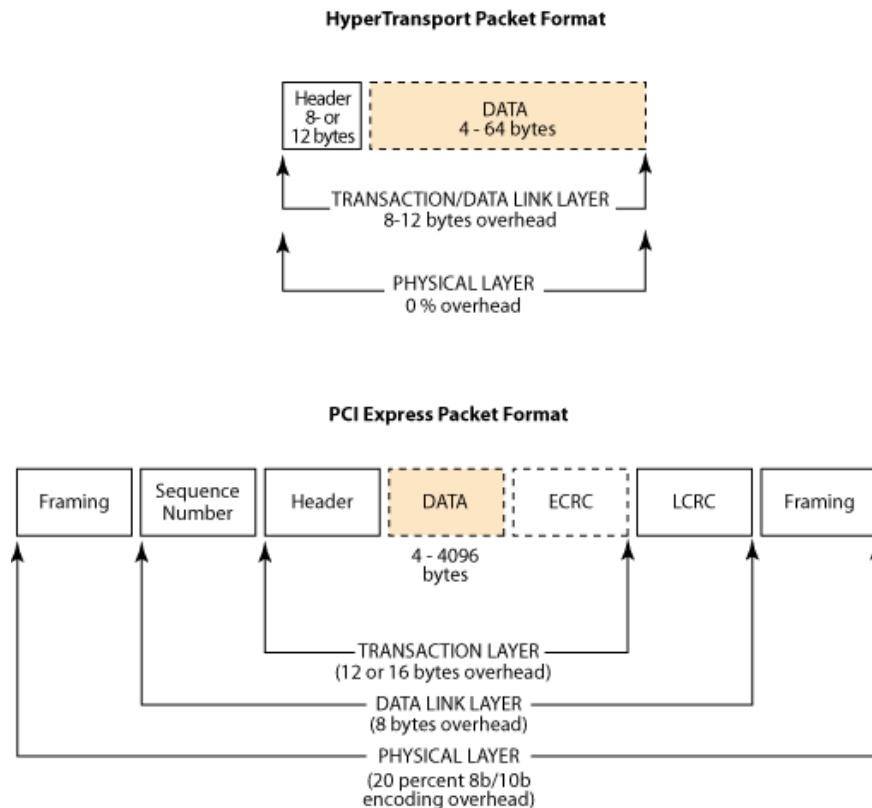 HyperTransport Packet Format
Header
8- or
12 bytes
DATA
4 - 64 bytes
TRANSACTION/DATA LINK LAYER
8-12 bytes overhead
PHYSICAL LAYER
0 % overhead
PCI Express Packet Format
Framing
Sequence
Number
Header
DATA
ECRC
LCRC
Framing
4 - 4096
bytes
TRANSACTION LAYER
(12 or 16 bytes overhead)
DATA LINK LAYER
(8 bytes overhead)
PHYSICAL LAYER
(20 percent 8b/10b
encoding overhead)